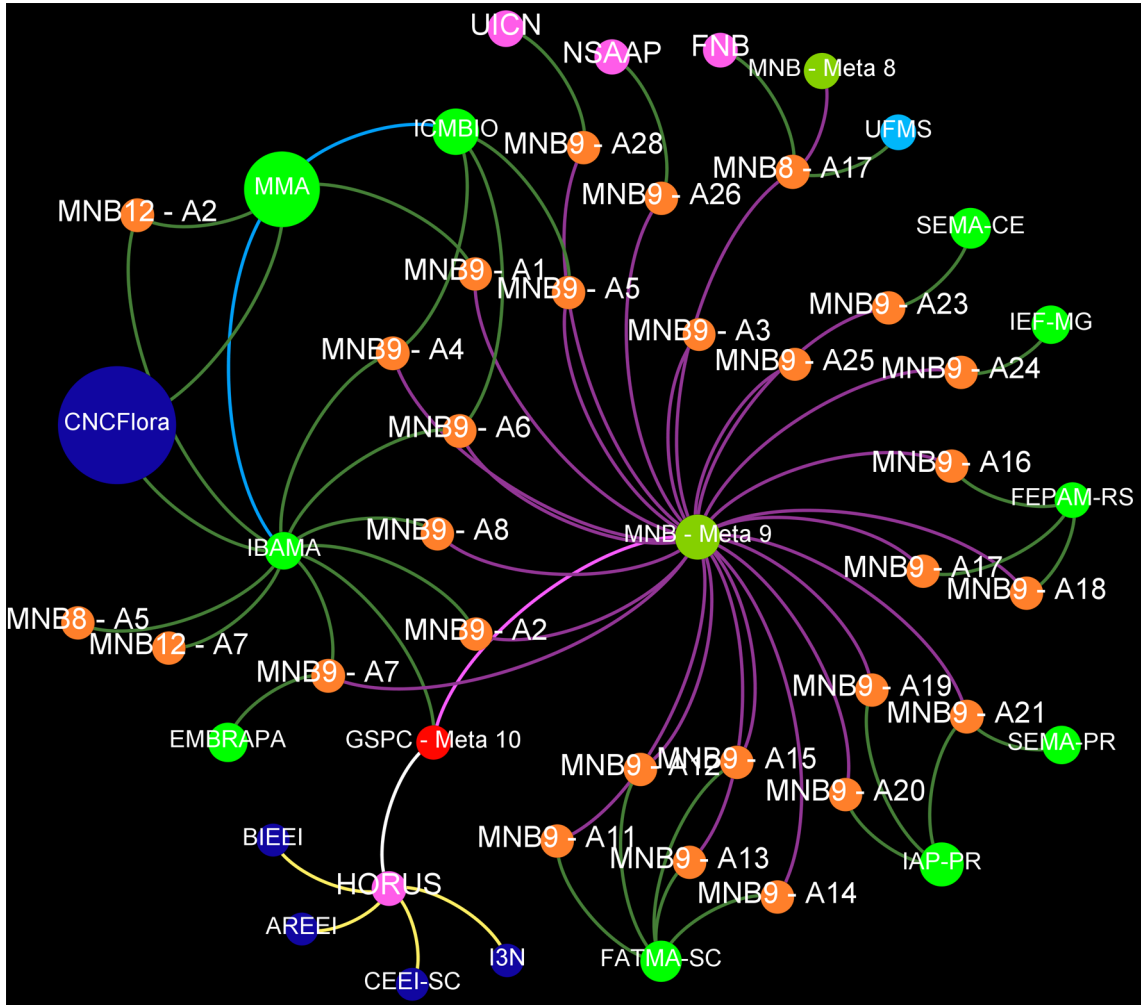 UICN
NSAAP
FNB
MNB - Meta 8
ICMBIO
UFMS
MNB9 - A28
MNB8 - A17
MMA
MNB9 - A26
MNB12 - A2
SEMA-CE
MNB9 - A1
MNB9 - A5
MNB9 - A23
IEF-MG
MNB9 - A3
MNB9 - A4
MNB9 - A25
MNB9 - A24
CNCFlora
MNB9 - A6
MNB9 - A16
FEPAM-RS
MNB9 - A8
MNB - Meta 9
IBAMA
MNB9 - A17
MNB9 - A18
MNB8 - A5
MNB12 - A7
MNB9 - A2
MNB9 - A7
MNB9 - A19
MNB9 - A21
EMBRAPA
GSPC - Meta 10
SEMA-PR
MNB9 - A12
MNB9 - A15
MNB9 - A20
BIEEI
MNB9 - A11
MNB9 - A13
IAP-PR
HORUS
MNB9 - A14
AREEI
I3N
FATMA-SC
CEEI-SC